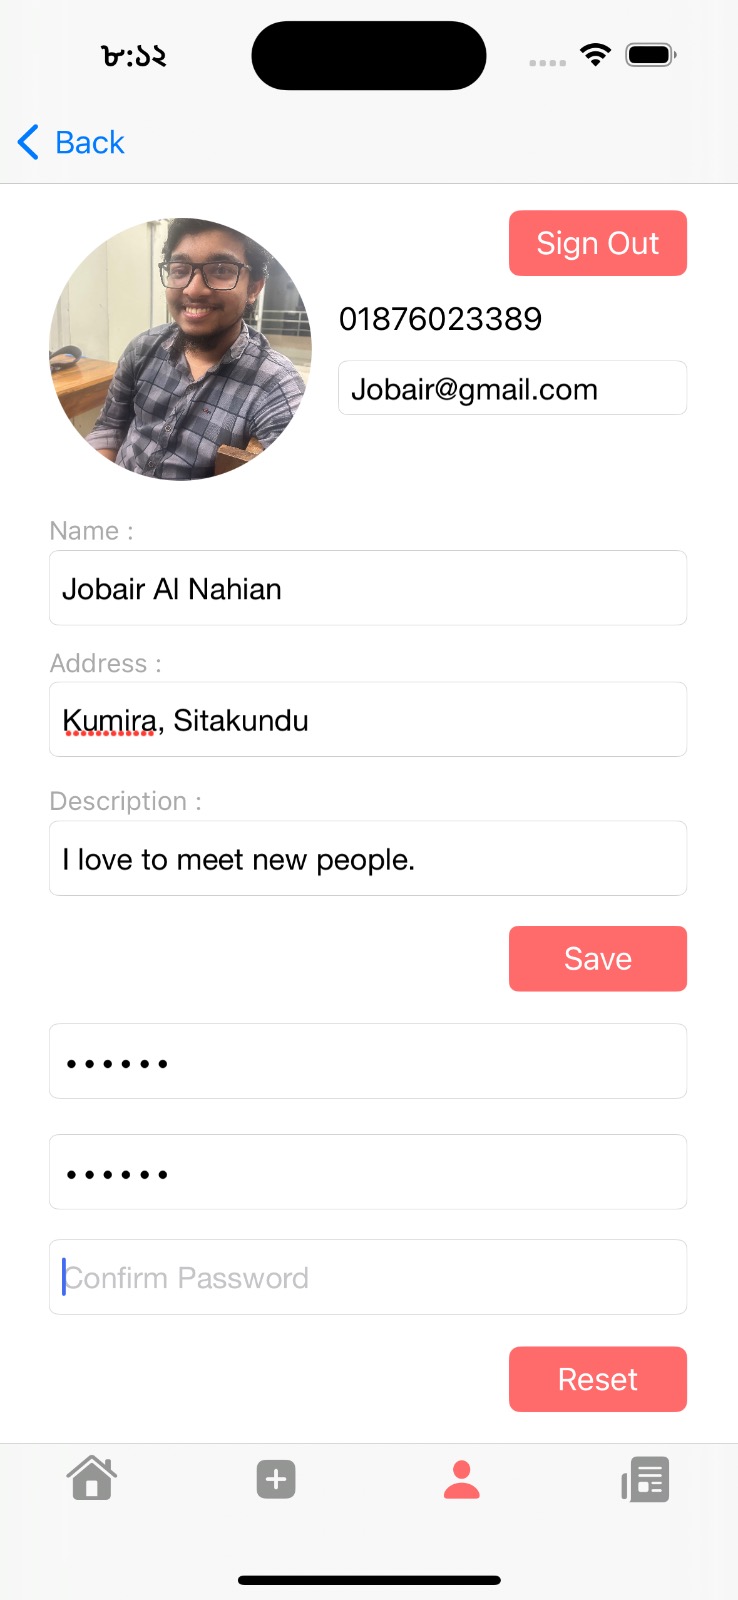 ৮:১২
Back
Sign Out
01876023389
Jobair@gmail.com
Name :
Jobair Al Nahian
Address :
Kumira, Sitakundu
Description :
I love to meet new people.
Save
••••••
••••••
Confirm Password
Reset